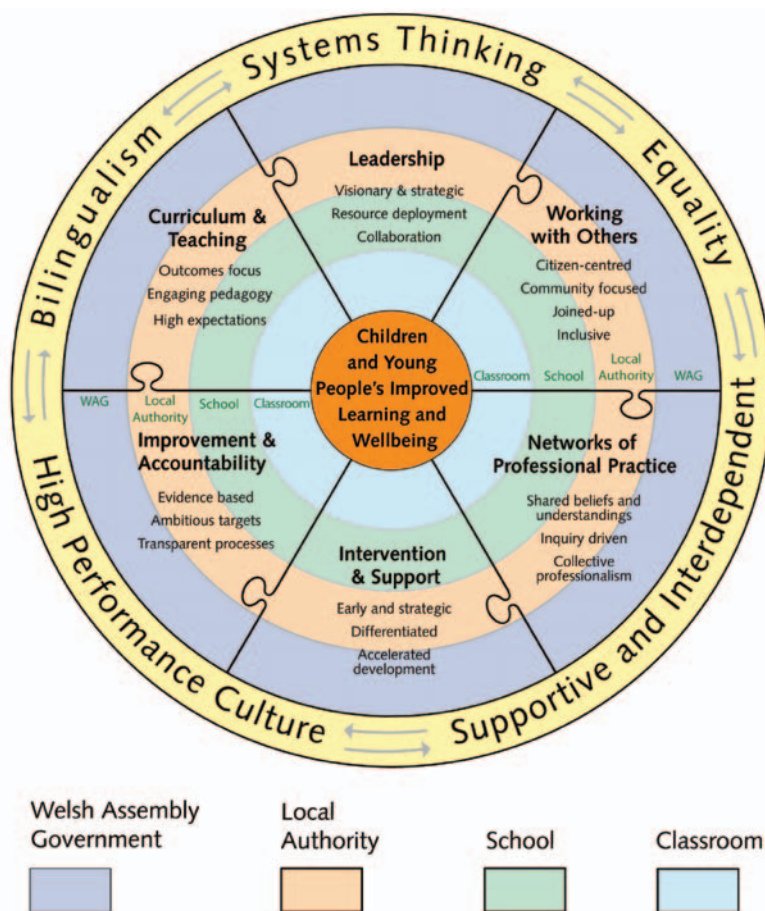 Systems Thinking
Equality
Supportive and Interdependent
High Performance Culture
Bilingualism
Leadership
Visionary & strategic
Resource deployment
Collaboration
Curriculum &
Teaching
Outcomes focus
Engaging pedagogy
High expectations
Working
with Others
Citizen-centred
Community focused
Joined-up
Inclusive
Children
and Young
People's Improved
Learning and
Wellbeing
WAG
Local
Authority
School
Classroom
Classroom
School
Local
Authority
WAG
Improvement &
Accountability
Evidence based
Ambitious targets
Transparent processes
Networks of
Professional Practice
Shared beliefs and
understandings
Inquiry driven
Collective
professionalism
Intervention
& Support
Early and strategic
Differentiated
Accelerated
development
Welsh Assembly
Government
Local
Authority
School
Classroom